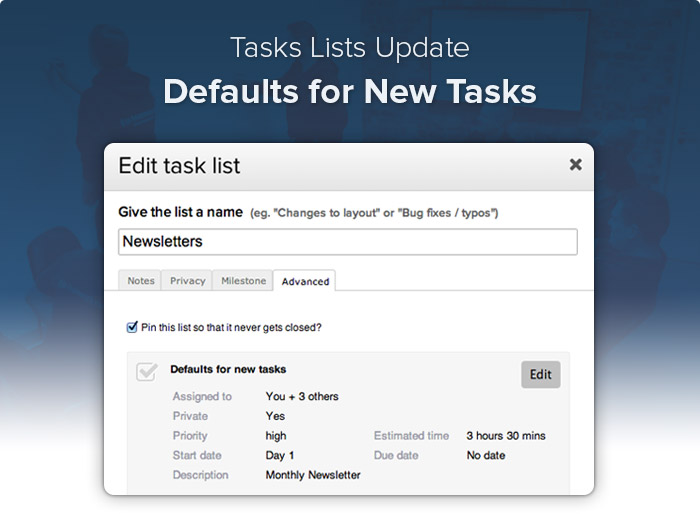 Tasks Lists Update
Defaults for New Tasks
Edit task list
Give the list a name (eg. "Changes to layout" or "Bug fixes / typos")
Newsletters
Notes Privacy Milestone Advanced
Pin this list so that it never gets closed?
Defaults for new tasks Edit
Assigned to You + 3 others
Private Yes
Priority high Estimated time 3 hours 30 mins
Start date Day 1 Due date No date
Description Monthly Newsletter